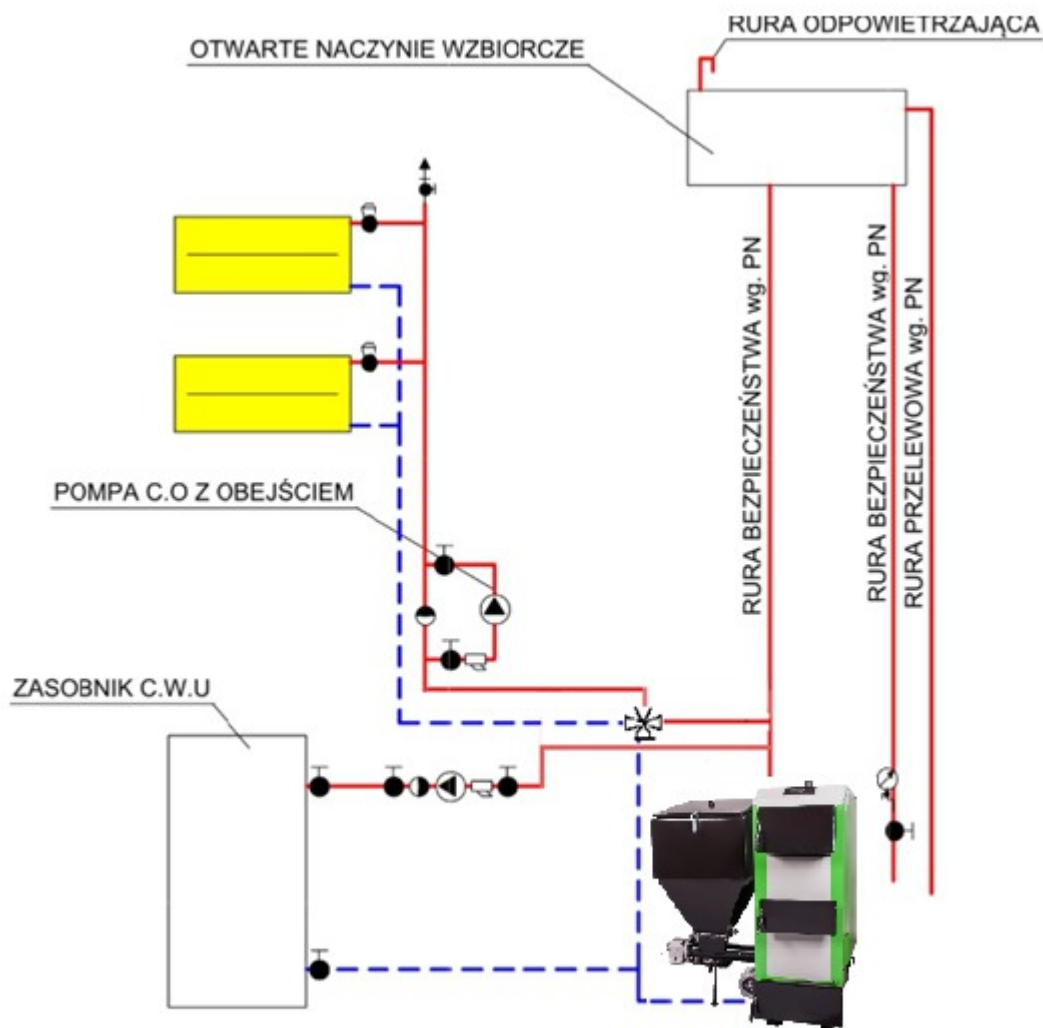 RURA ODPOWIETRZAJĄCA
OTWARTE NACZYNIE WZBIORCZE
RURA BEZPIECZEŃSTWA wg. PN
RURA BEZPIECZEŃSTWA wg. PN
RURA PRZELEWOWA wg. PN
POMPA C.O Z OBEJŚCIEM
ZASOBNIK C.W.U